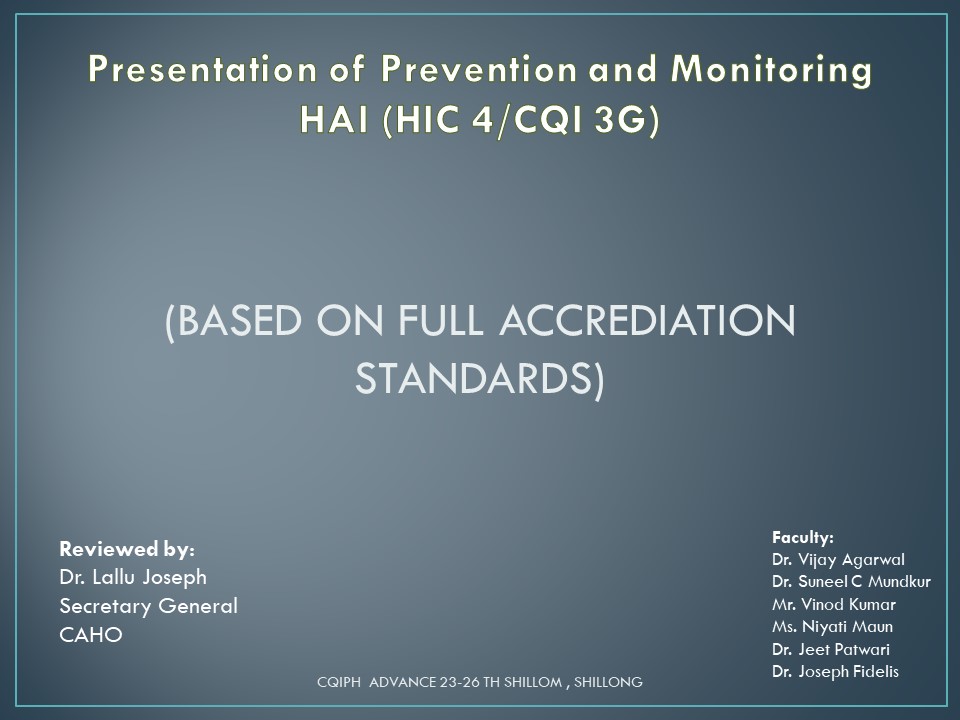 Presentation of Prevention and Monitoring
HAI (HIC 4/CQI 3G)
(BASED ON FULL ACCREDIATION
STANDARDS)
Reviewed by:
Dr. Lallu Joseph
Secretary General
CAHO
Faculty:
Dr. Vijay Agarwal
Dr. Suneel C Mundkur
Mr. Vinod Kumar
Ms. Niyati Maun
Dr. Jeet Patwari
Dr. Joseph Fidelis
CQIPH ADVANCE 23-26 TH SHILLOM , SHILLONG